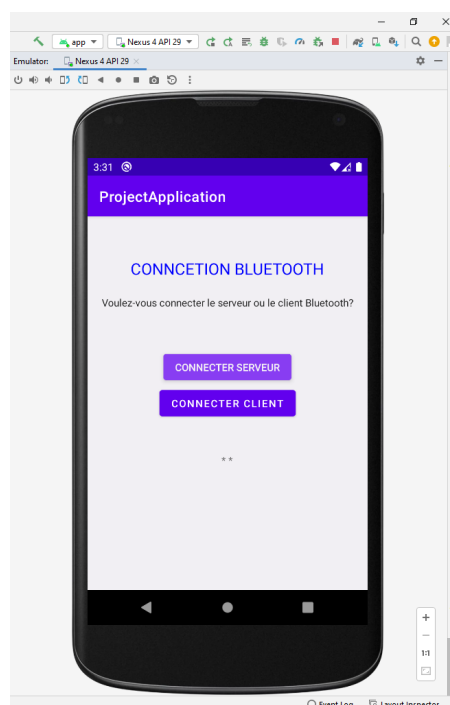 app
Nexus 4 API 29
Emulator:
Nexus 4 API 29
3:31
ProjectApplication
CONNCETION BLUETOOTH
Voulez-vous connecter le serveur ou le client Bluetooth?
CONNECTER SERVEUR
CONNECTER CLIENT
* *
1:1
Event Log
Layout Inspector